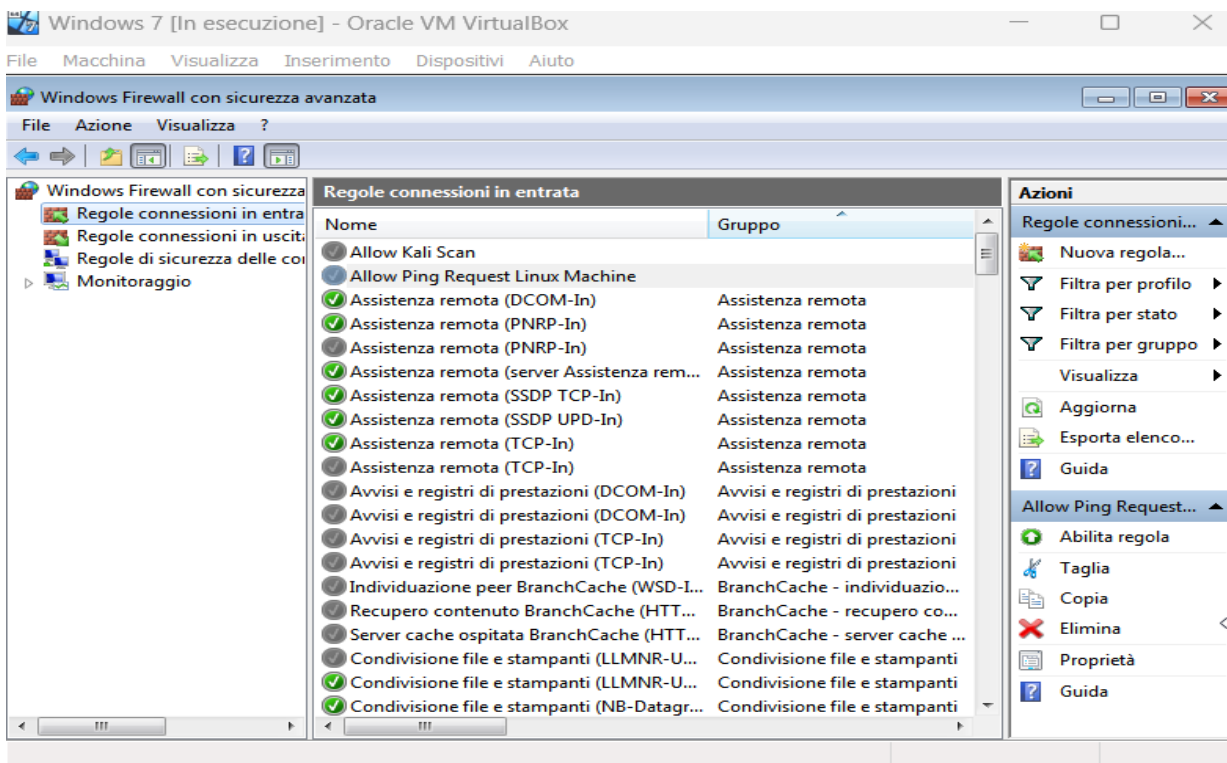 Windows 7 [In esecuzione] - Oracle VM VirtualBox
File Macchina Visualizza Inserimento Dispositivi Aiuto
Windows Firewall con sicurezza avanzata
File Azione Visualizza ?
Windows Firewall con sicurezza
Regole connessioni in entra
Regole connessioni in uscit
Regole di sicurezza delle co
Monitoraggio
Regole connessioni in entrata
Nome Gruppo
Allow Kali Scan
Allow Ping Request Linux Machine
Assistenza remota (DCOM-In) Assistenza remota
Assistenza remota (PNRP-In) Assistenza remota
Assistenza remota (PNRP-In) Assistenza remota
Assistenza remota (server Assistenza rem... Assistenza remota
Assistenza remota (SSDP TCP-In) Assistenza remota
Assistenza remota (SSDP UPD-In) Assistenza remota
Assistenza remota (TCP-In) Assistenza remota
Assistenza remota (TCP-In) Assistenza remota
Avvisi e registri di prestazioni (DCOM-In) Avvisi e registri di prestazioni
Avvisi e registri di prestazioni (DCOM-In) Avvisi e registri di prestazioni
Avvisi e registri di prestazioni (TCP-In) Avvisi e registri di prestazioni
Avvisi e registri di prestazioni (TCP-In) Avvisi e registri di prestazioni
Individuazione peer BranchCache (WSD-I... BranchCache - individuazio...
Recupero contenuto BranchCache (HTT... BranchCache - recupero co...
Server cache ospitata BranchCache (HTT... BranchCache - server cache ...
Condivisione file e stampanti (LLMNR-U... Condivisione file e stampanti
Condivisione file e stampanti (LLMNR-U... Condivisione file e stampanti
Condivisione file e stampanti (NB-Datagr... Condivisione file e stampanti
Azioni
Regole connessioni...
Nuova regola...
Filtra per profilo
Filtra per stato
Filtra per gruppo
Visualizza
Aggiorna
Esporta elenco...
Guida
Allow Ping Request...
Abilita regola
Taglia
Copia
Elimina
Proprietà
Guida